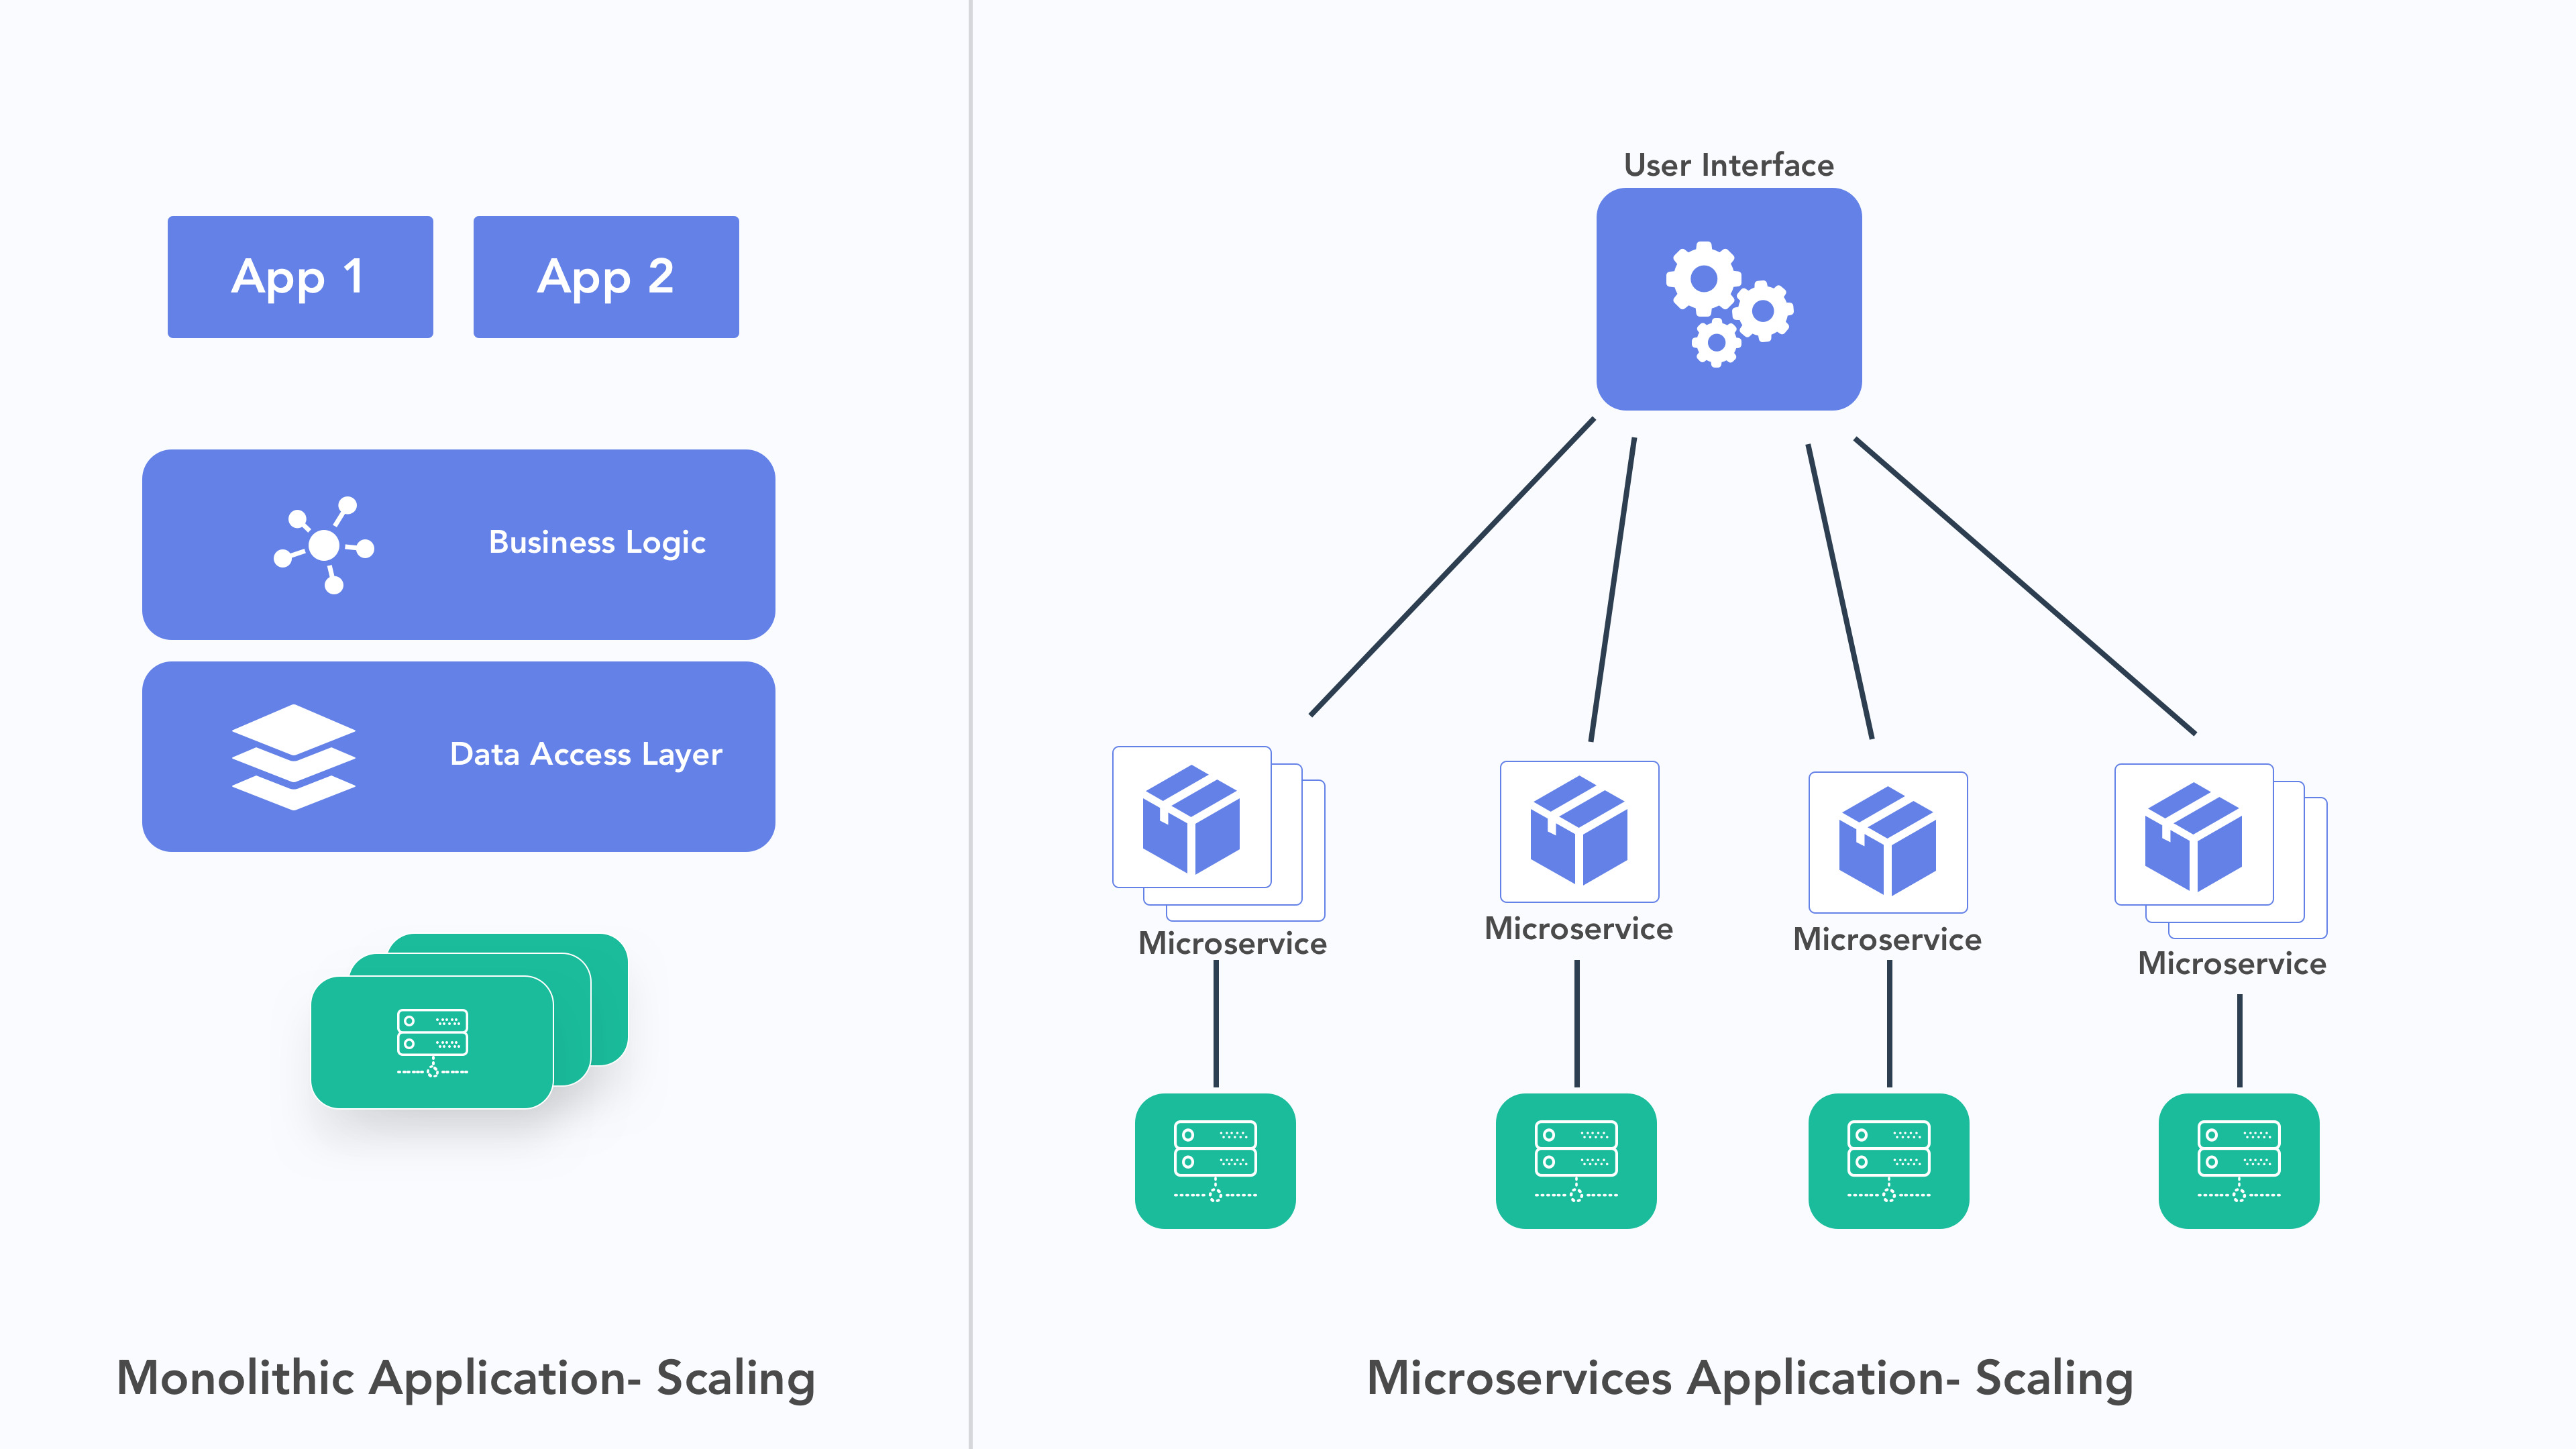 App 1
App 2
Business Logic
Data Access Layer
Monolithic Application- Scaling
User Interface
Microservice
Microservice
Microservice
Microservice
Microservices Application- Scaling